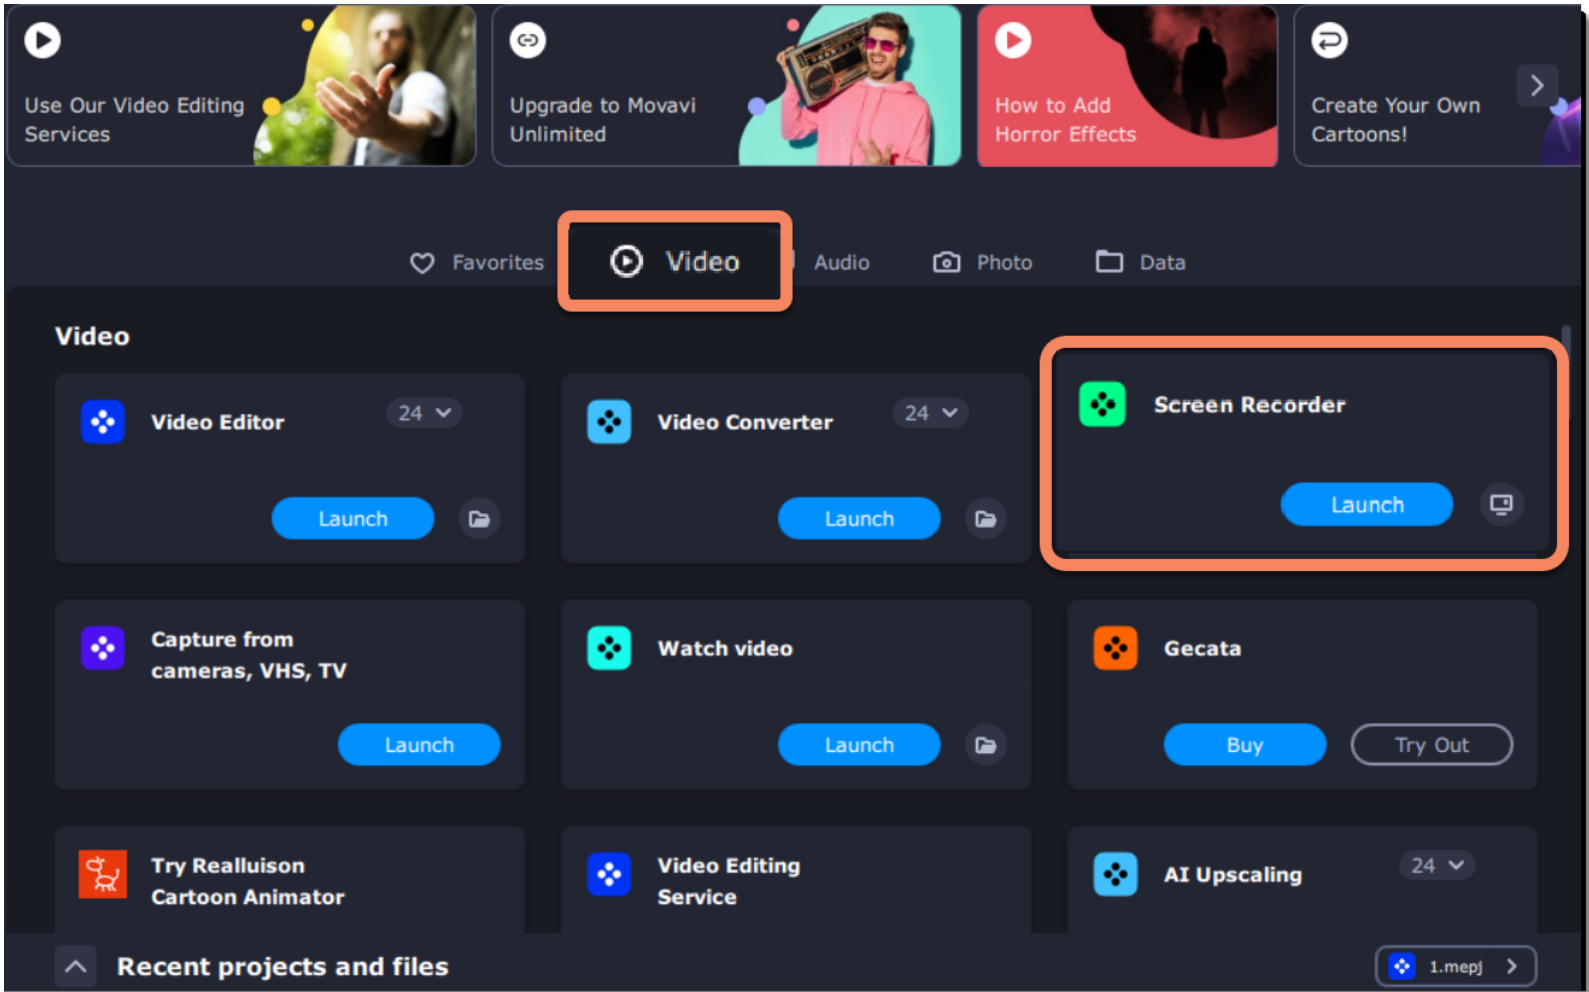 Use Our Video Editing
Services
Upgrade to Movavi
Unlimited
How to Add
Horror Effects
Create Your Own
Cartoons!
Favorites
Video
Audio
Photo
Data
Video
Video Editor
24
Launch
Video Converter
24
Launch
Screen Recorder
Launch
Capture from
cameras, VHS, TV
Launch
Watch video
Launch
Gecata
Buy
Try Out
Try Realluison
Cartoon Animator
Video Editing
Service
AI Upscaling
24
Recent projects and files
1.mepj